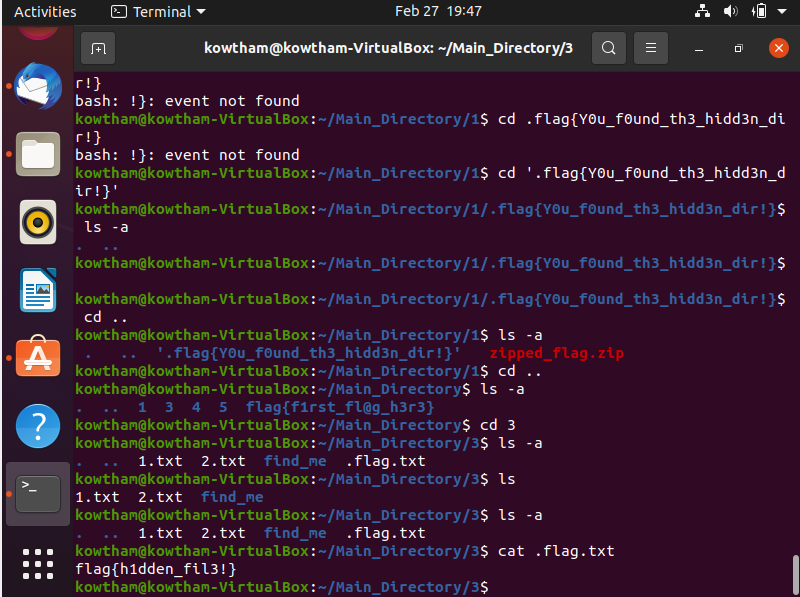 Activities Terminal Feb 27 19:47
kowtham@kowtham-VirtualBox: ~/Main_Directory/3
r!}
bash: !}: event not found
kowtham@kowtham-VirtualBox:~/Main_Directory/1$ cd .flag{Y0u_f0und_th3_hidd3n_di
r!}
bash: !}: event not found
kowtham@kowtham-VirtualBox:~/Main_Directory/1$ cd '.flag{Y0u_f0und_th3_hidd3n_d
ir!}'
kowtham@kowtham-VirtualBox:~/Main_Directory/1/.flag{Y0u_f0und_th3_hidd3n_dir!}$
ls -a
. ..
kowtham@kowtham-VirtualBox:~/Main_Directory/1/.flag{Y0u_f0und_th3_hidd3n_dir!}$
kowtham@kowtham-VirtualBox:~/Main_Directory/1/.flag{Y0u_f0und_th3_hidd3n_dir!}$
cd ..
kowtham@kowtham-VirtualBox:~/Main_Directory/1$ ls -a
. .. '.flag{Y0u_f0und_th3_hidd3n_dir!}' zipped_flag.zip
kowtham@kowtham-VirtualBox:~/Main_Directory/1$ cd ..
kowtham@kowtham-VirtualBox:~/Main_Directory$ ls -a
. .. 1 3 4 5 flag{f1rst_fl@g_h3r3}
kowtham@kowtham-VirtualBox:~/Main_Directory$ cd 3
kowtham@kowtham-VirtualBox:~/Main_Directory/3$ ls -a
. .. 1.txt 2.txt find_me .flag.txt
kowtham@kowtham-VirtualBox:~/Main_Directory/3$ ls
1.txt 2.txt find_me
kowtham@kowtham-VirtualBox:~/Main_Directory/3$ ls -a
. .. 1.txt 2.txt find_me .flag.txt
kowtham@kowtham-VirtualBox:~/Main_Directory/3$ cat .flag.txt
flag{h1dden_fil3!}
kowtham@kowtham-VirtualBox:~/Main_Directory/3$